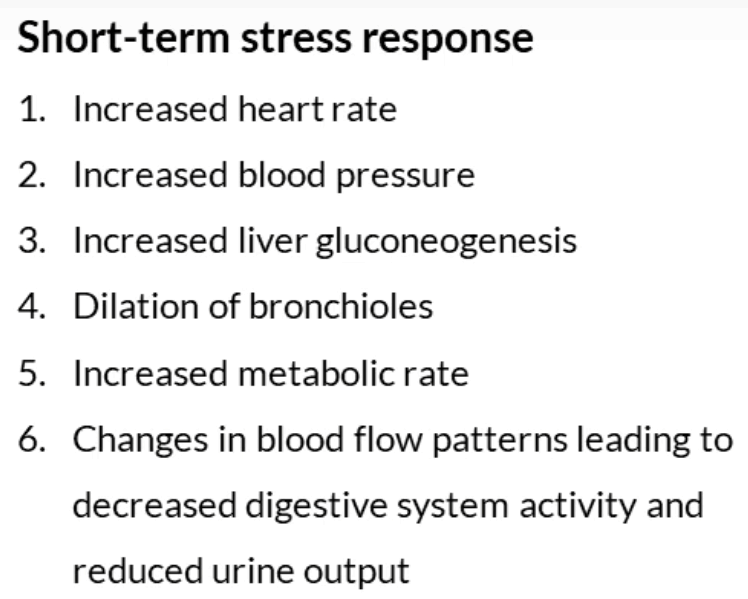 Short-term stress response
1. Increased heart rate
2. Increased blood pressure
3. Increased liver gluconeogenesis
4. Dilation of bronchioles
5. Increased metabolic rate
6. Changes in blood flow patterns leading to
decreased digestive system activity and
reduced urine output